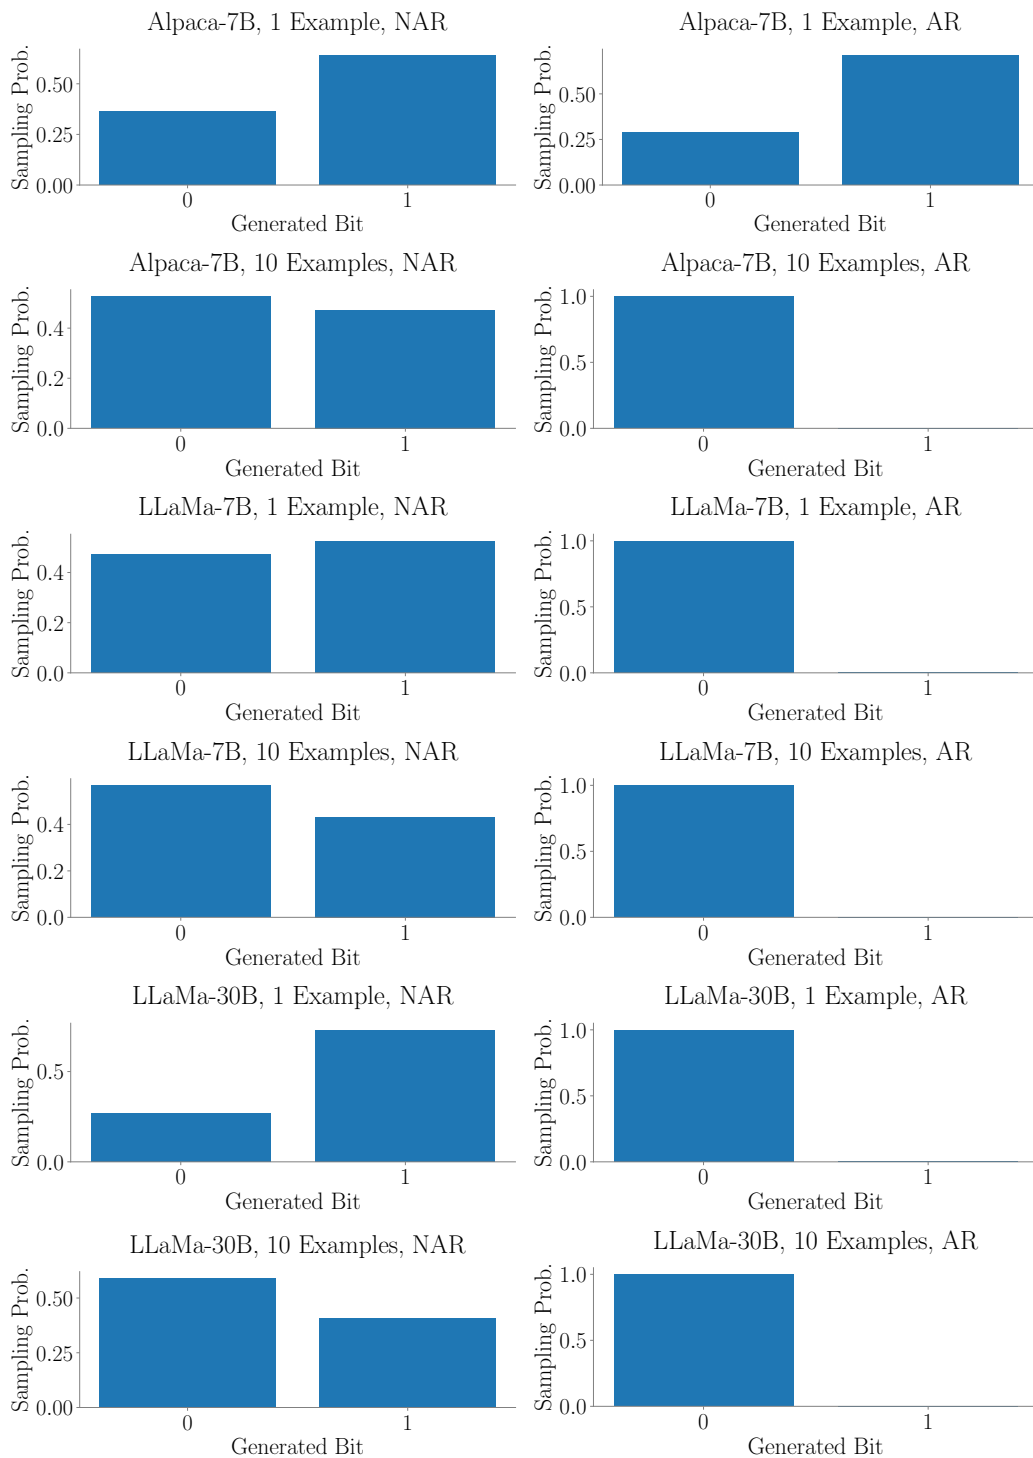 Alpaca-7B, 1 Example, NAR
Sampling Prob.
0.50
0.25
0.00
0 1
Generated Bit
Alpaca-7B, 1 Example, AR
Sampling Prob.
0.50
0.25
0.00
0 1
Generated Bit
Alpaca-7B, 10 Examples, NAR
Sampling Prob.
0.4
0.2
0.0
0 1
Generated Bit
Alpaca-7B, 10 Examples, AR
Sampling Prob.
1.0
0.5
0.0
0 1
Generated Bit
LLaMa-7B, 1 Example, NAR
Sampling Prob.
0.4
0.2
0.0
0 1
Generated Bit
LLaMa-7B, 1 Example, AR
Sampling Prob.
1.0
0.5
0.0
0 1
Generated Bit
LLaMa-7B, 10 Examples, NAR
Sampling Prob.
0.4
0.2
0.0
0 1
Generated Bit
LLaMa-7B, 10 Examples, AR
Sampling Prob.
1.0
0.5
0.0
0 1
Generated Bit
LLaMa-30B, 1 Example, NAR
Sampling Prob.
0.5
0.0
0 1
Generated Bit
LLaMa-30B, 1 Example, AR
Sampling Prob.
1.0
0.5
0.0
0 1
Generated Bit
LLaMa-30B, 10 Examples, NAR
Sampling Prob.
0.50
0.25
0.00
0 1
Generated Bit
LLaMa-30B, 10 Examples, AR
Sampling Prob.
1.0
0.5
0.0
0 1
Generated Bit